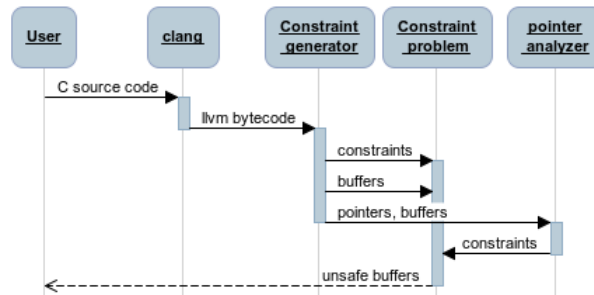 User
clang
Constraint
generator
Constraint
problem
pointer
analyzer
C source code
llvm bytecode
constraints
buffers
pointers, buffers
constraints
unsafe buffers